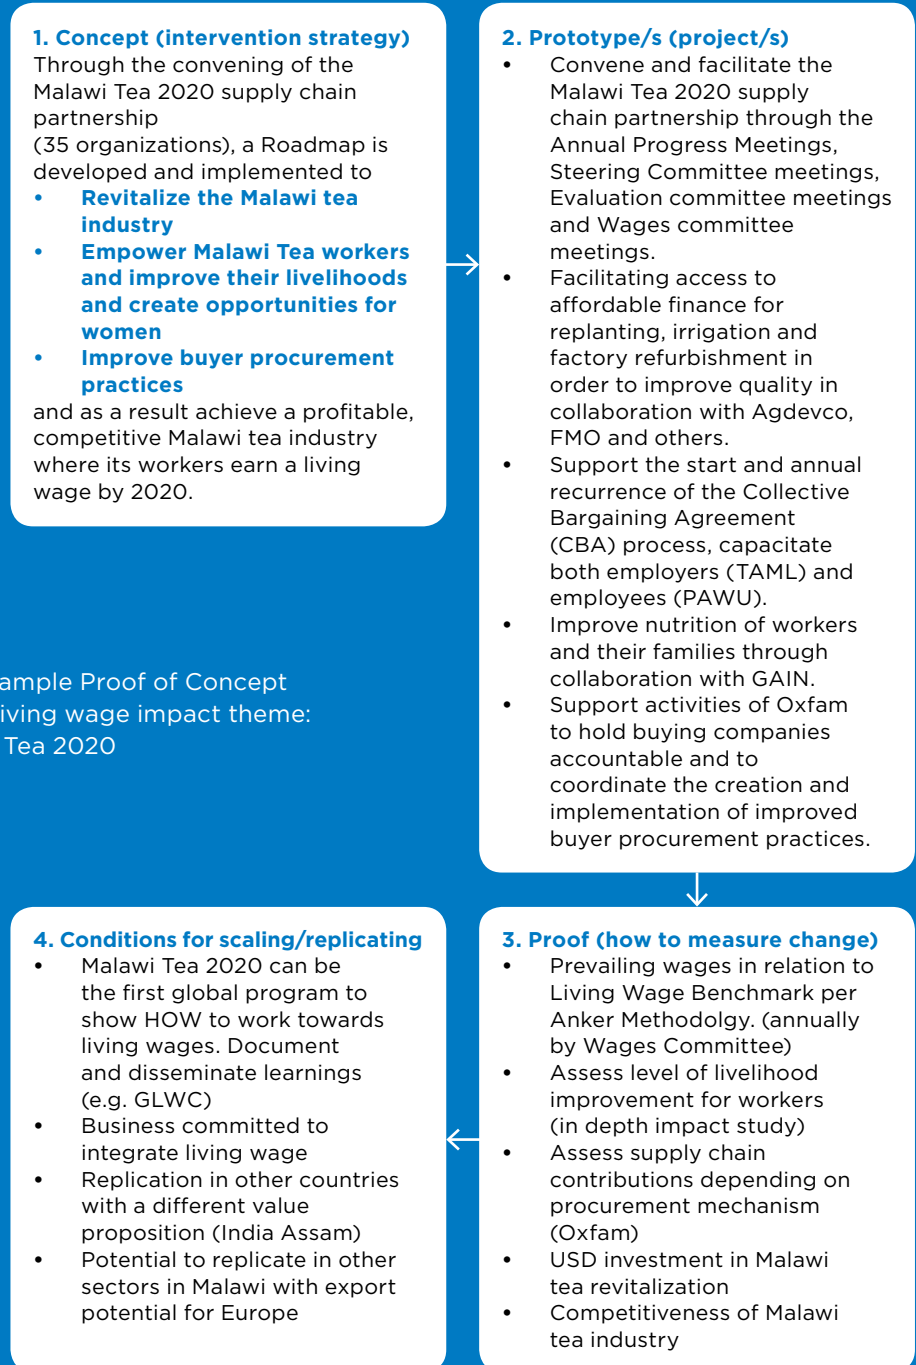 1. Concept (intervention strategy)
Through the convening of the
Malawi Tea 2020 supply chain
partnership
(35 organizations), a Roadmap is
developed and implemented to
• Revitalize the Malawi tea
industry
• Empower Malawi Tea workers
and improve their livelihoods
and create opportunities for
women
• Improve buyer procurement
practices
and as a result achieve a profitable,
competitive Malawi tea industry
where its workers earn a living
wage by 2020.
2. Prototype/s (project/s)
• Convene and facilitate the
Malawi Tea 2020 supply
chain partnership through the
Annual Progress Meetings,
Steering Committee meetings,
Evaluation committee meetings
and Wages committee
meetings.
• Facilitating access to
affordable finance for
replanting, irrigation and
factory refurbishment in
order to improve quality in
collaboration with Agdevco,
FMO and others.
• Support the start and annual
recurrence of the Collective
Bargaining Agreement
(CBA) process, capacitate
both employers (TAML) and
employees (PAWU).
• Improve nutrition of workers
and their families through
collaboration with GAIN.
• Support activities of Oxfam
to hold buying companies
accountable and to
coordinate the creation and
implementation of improved
buyer procurement practices.
ample Proof of Concept
iving wage impact theme:
Tea 2020
3. Proof (how to measure change)
• Prevailing wages in relation to
Living Wage Benchmark per
Anker Methodolgy. (annually
by Wages Committee)
• Assess level of livelihood
improvement for workers
(in depth impact study)
• Assess supply chain
contributions depending on
procurement mechanism
(Oxfam)
• USD investment in Malawi
tea revitalization
• Competitiveness of Malawi
tea industry
4. Conditions for scaling/replicating
• Malawi Tea 2020 can be
the first global program to
show HOW to work towards
living wages. Document
and disseminate learnings
(e.g. GLWC)
• Business committed to
integrate living wage
• Replication in other countries
with a different value
proposition (India Assam)
• Potential to replicate in other
sectors in Malawi with export
potential for Europe